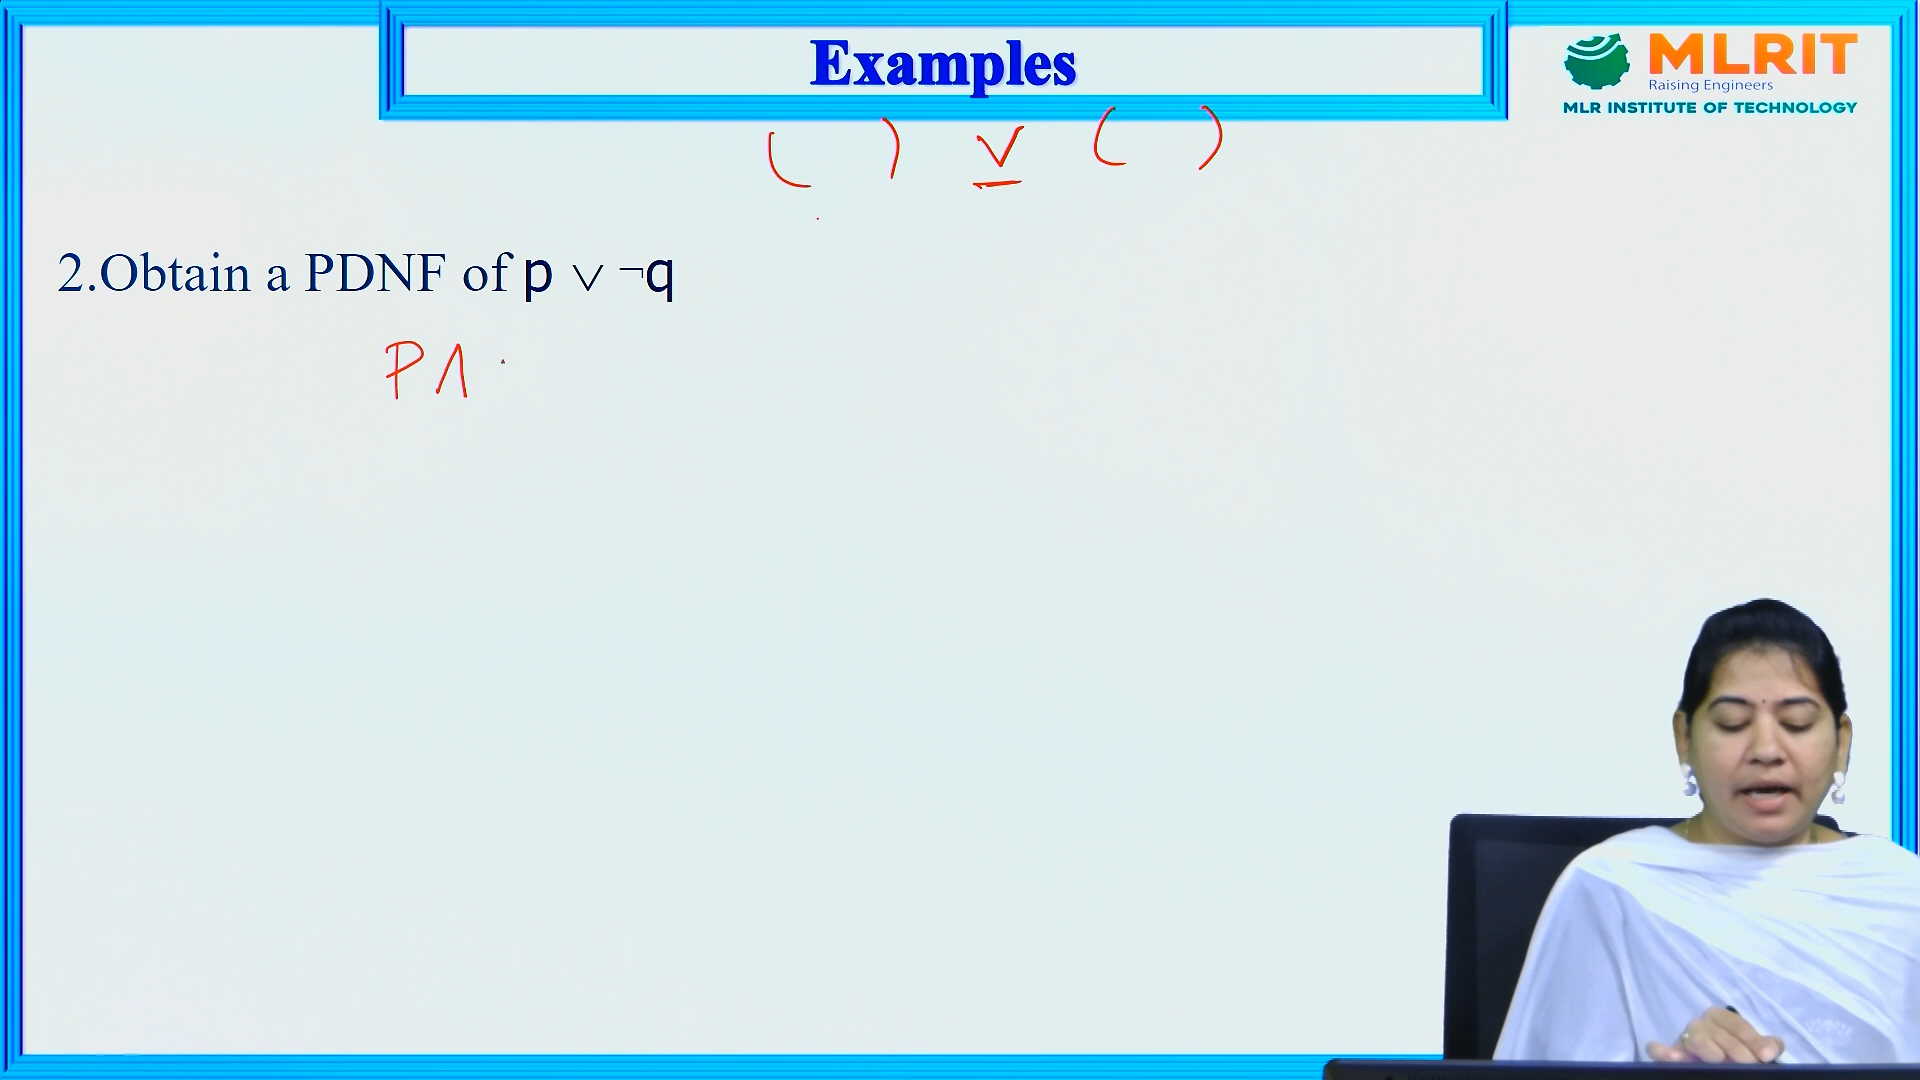 Examples
MLRIT
Raising Engineers
MLR INSTITUTE OF TECHNOLOGY
( ) ∨ ( )
2.Obtain a PDNF of p ∨ ¬q
P ∧